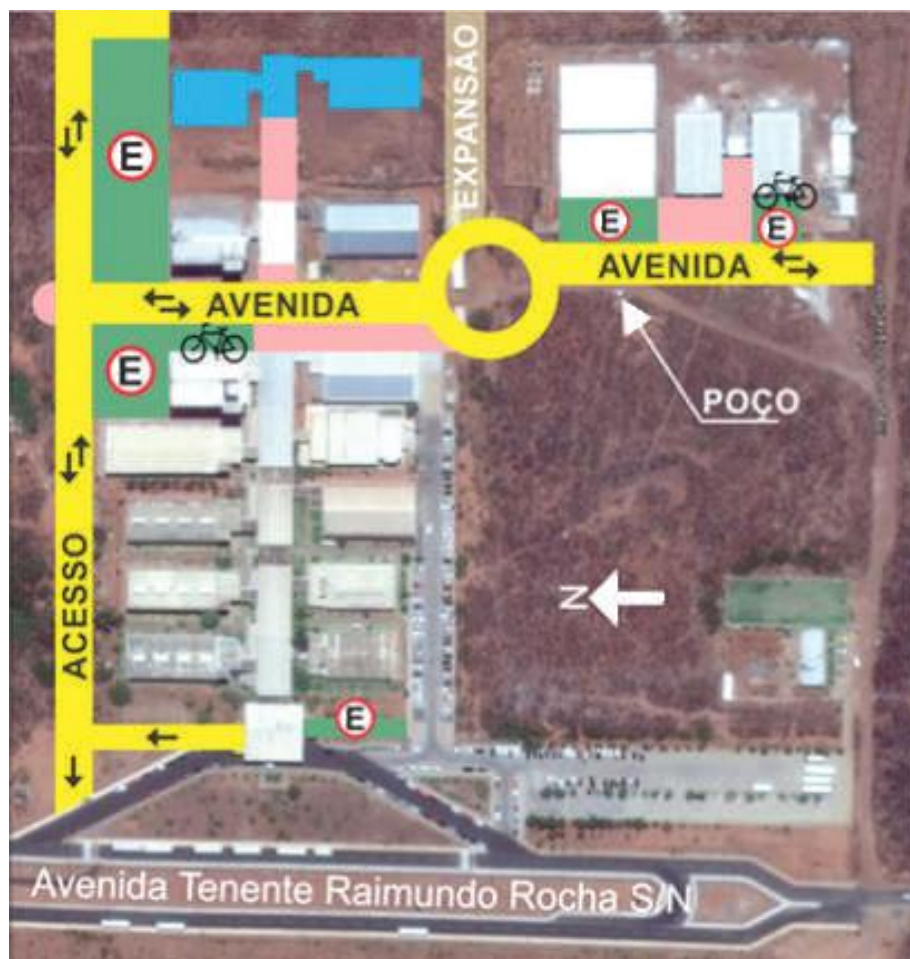 EXPANSÃO
E
E
E
AVENIDA
AVENIDA
E
POÇO
ACESSO
N
E
Avenida Tenente Raimundo Rocha S/N